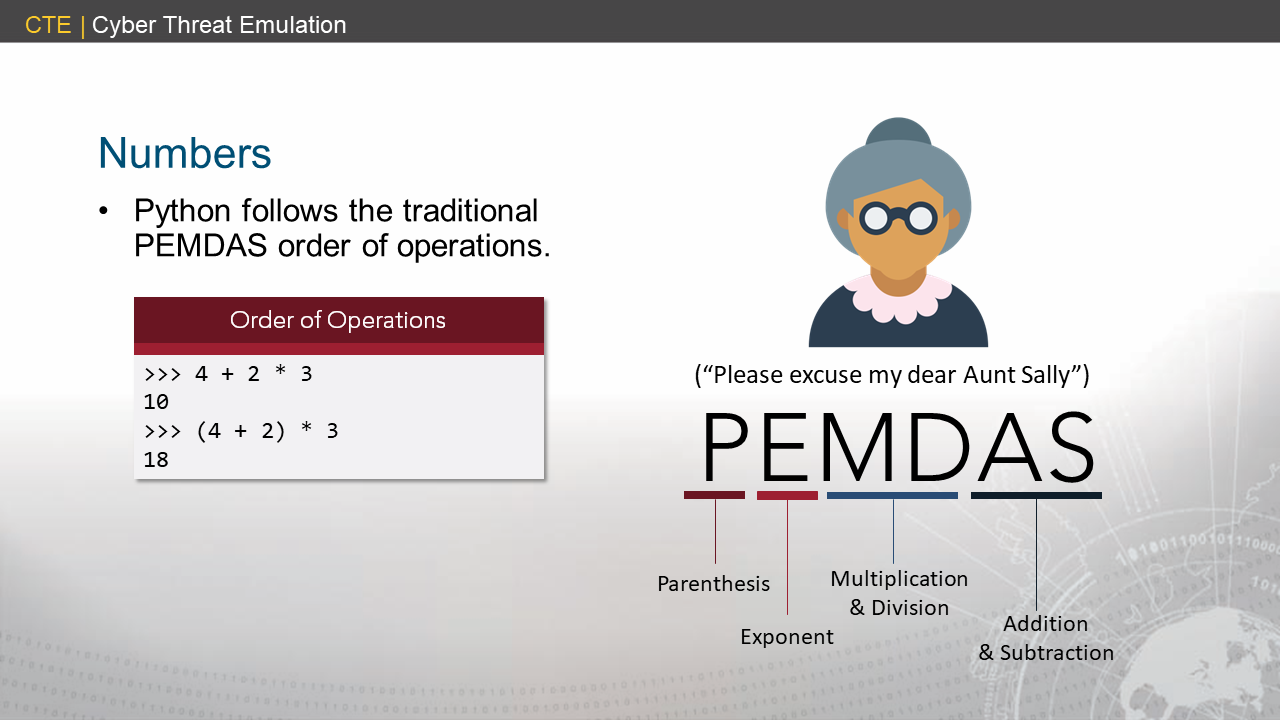 CTE | Cyber Threat Emulation
Numbers
• Python follows the traditional
PEMDAS order of operations.
Order of Operations
>>> 4 + 2 * 3
10
>>> (4 + 2) * 3
18
(“Please excuse my dear Aunt Sally”)
PEMDAS
Parenthesis
Exponent
Multiplication
& Division
Addition
& Subtraction